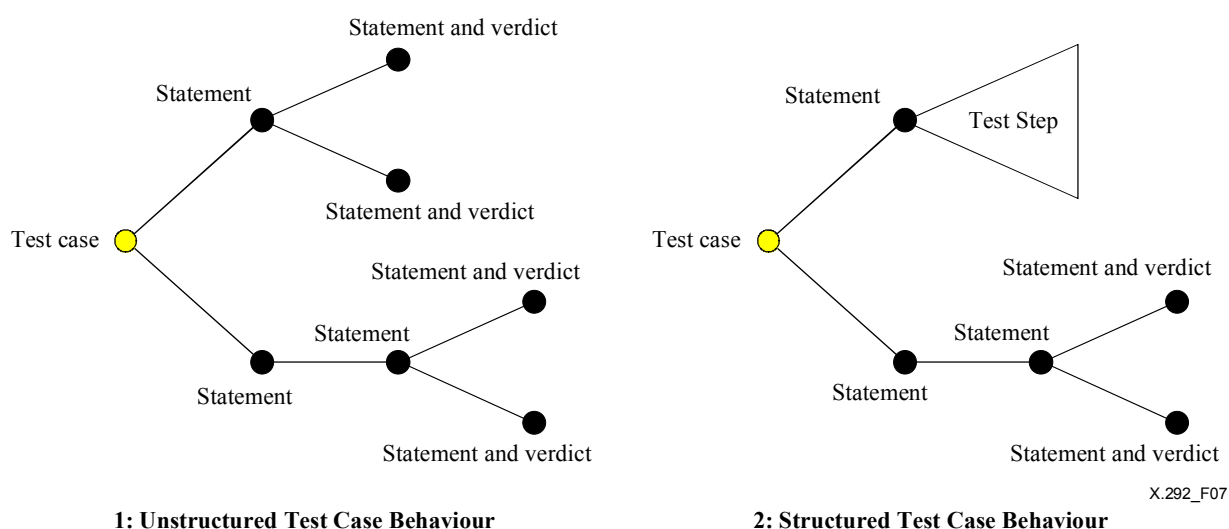 Statement and verdict
Statement
Statement and verdict
Test case
Statement and verdict
Statement
Statement
Statement and verdict
1: Unstructured Test Case Behaviour
Statement
Test Step
Test case
Statement and verdict
Statement
Statement
Statement and verdict
X.292_F07
2: Structured Test Case Behaviour